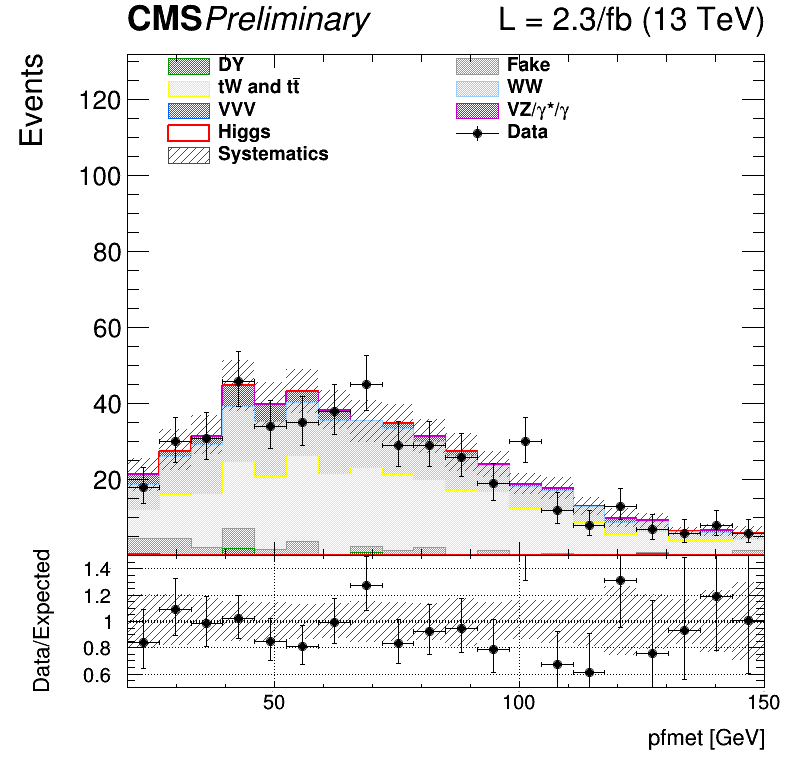 CMS Preliminary L = 2.3/fb (13 TeV)
Events
DY Fake
tW and tt̄ WW
VVV VZ/γ*/γ
Higgs Data
Systematics
120
100
80
60
40
20
Data/Expected
1.4
1.2
1
0.8
0.6
50 100 150
pfmet [GeV]